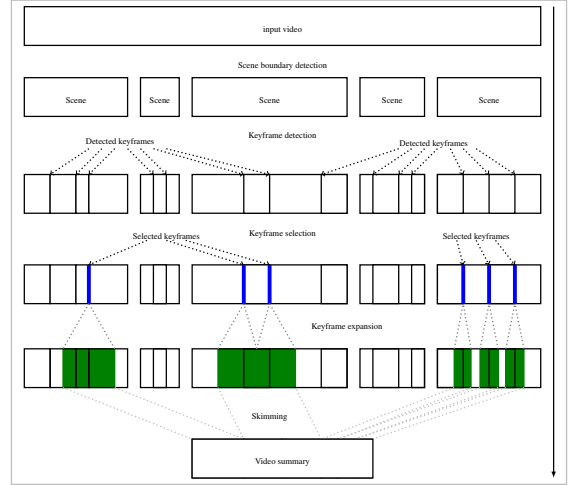 input video
Scene boundary detection
Scene Scene Scene Scene Scene
Keyframe detection
Detected keyframes Detected keyframes
Keyframe selection
Selected keyframes Selected keyframes
Keyframe expansion
Skimming
Video summary